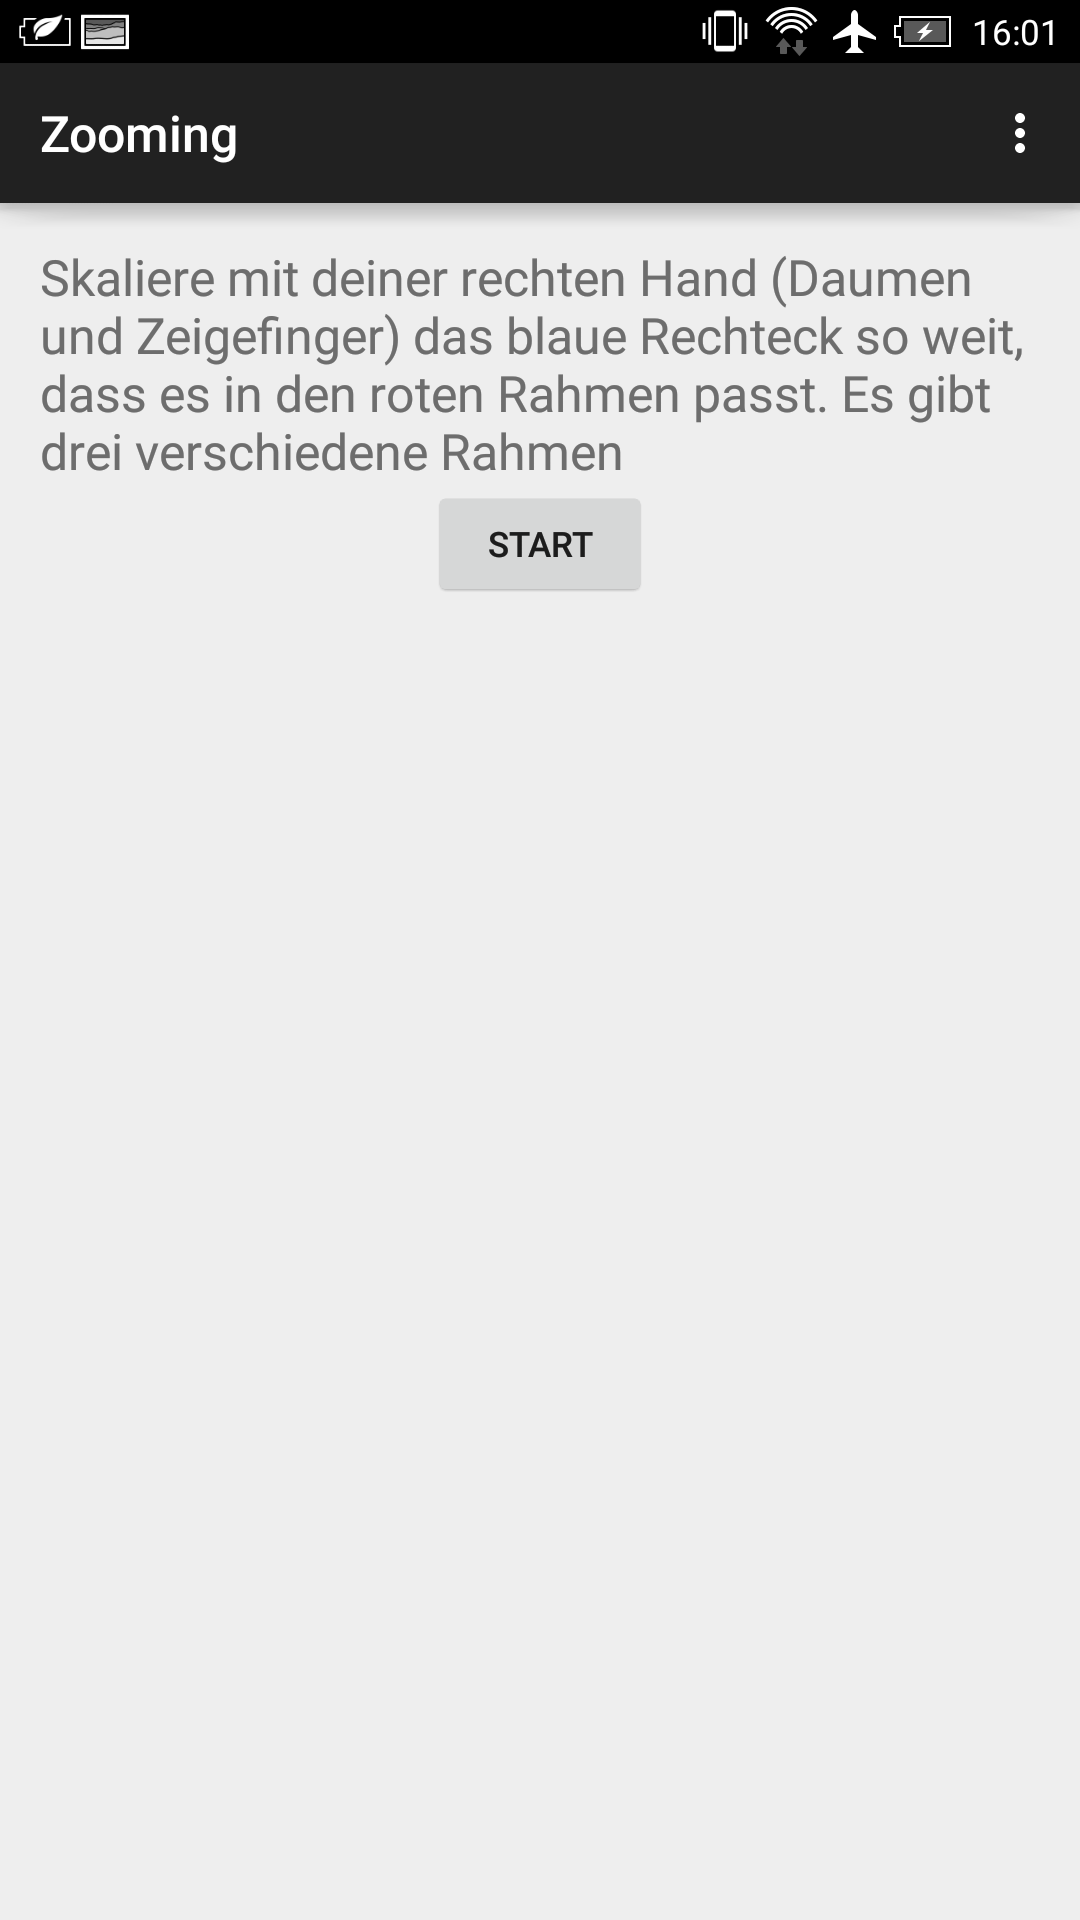 16:01
Zooming
Skaliere mit deiner rechten Hand (Daumen
und Zeigefinger) das blaue Rechteck so weit,
dass es in den roten Rahmen passt. Es gibt
drei verschiedene Rahmen
START